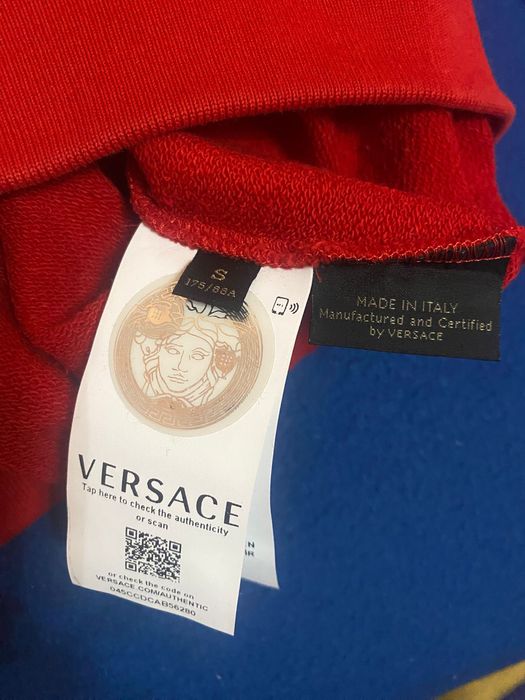 S
175/88A
MADE IN ITALY
Manufactured and Certified
by VERSACE
VERSACE
Tap here to check the authenticity
or scan
or check the code on
VERSACE.COM/AUTHENTIC
045CCDCAB56280
EN